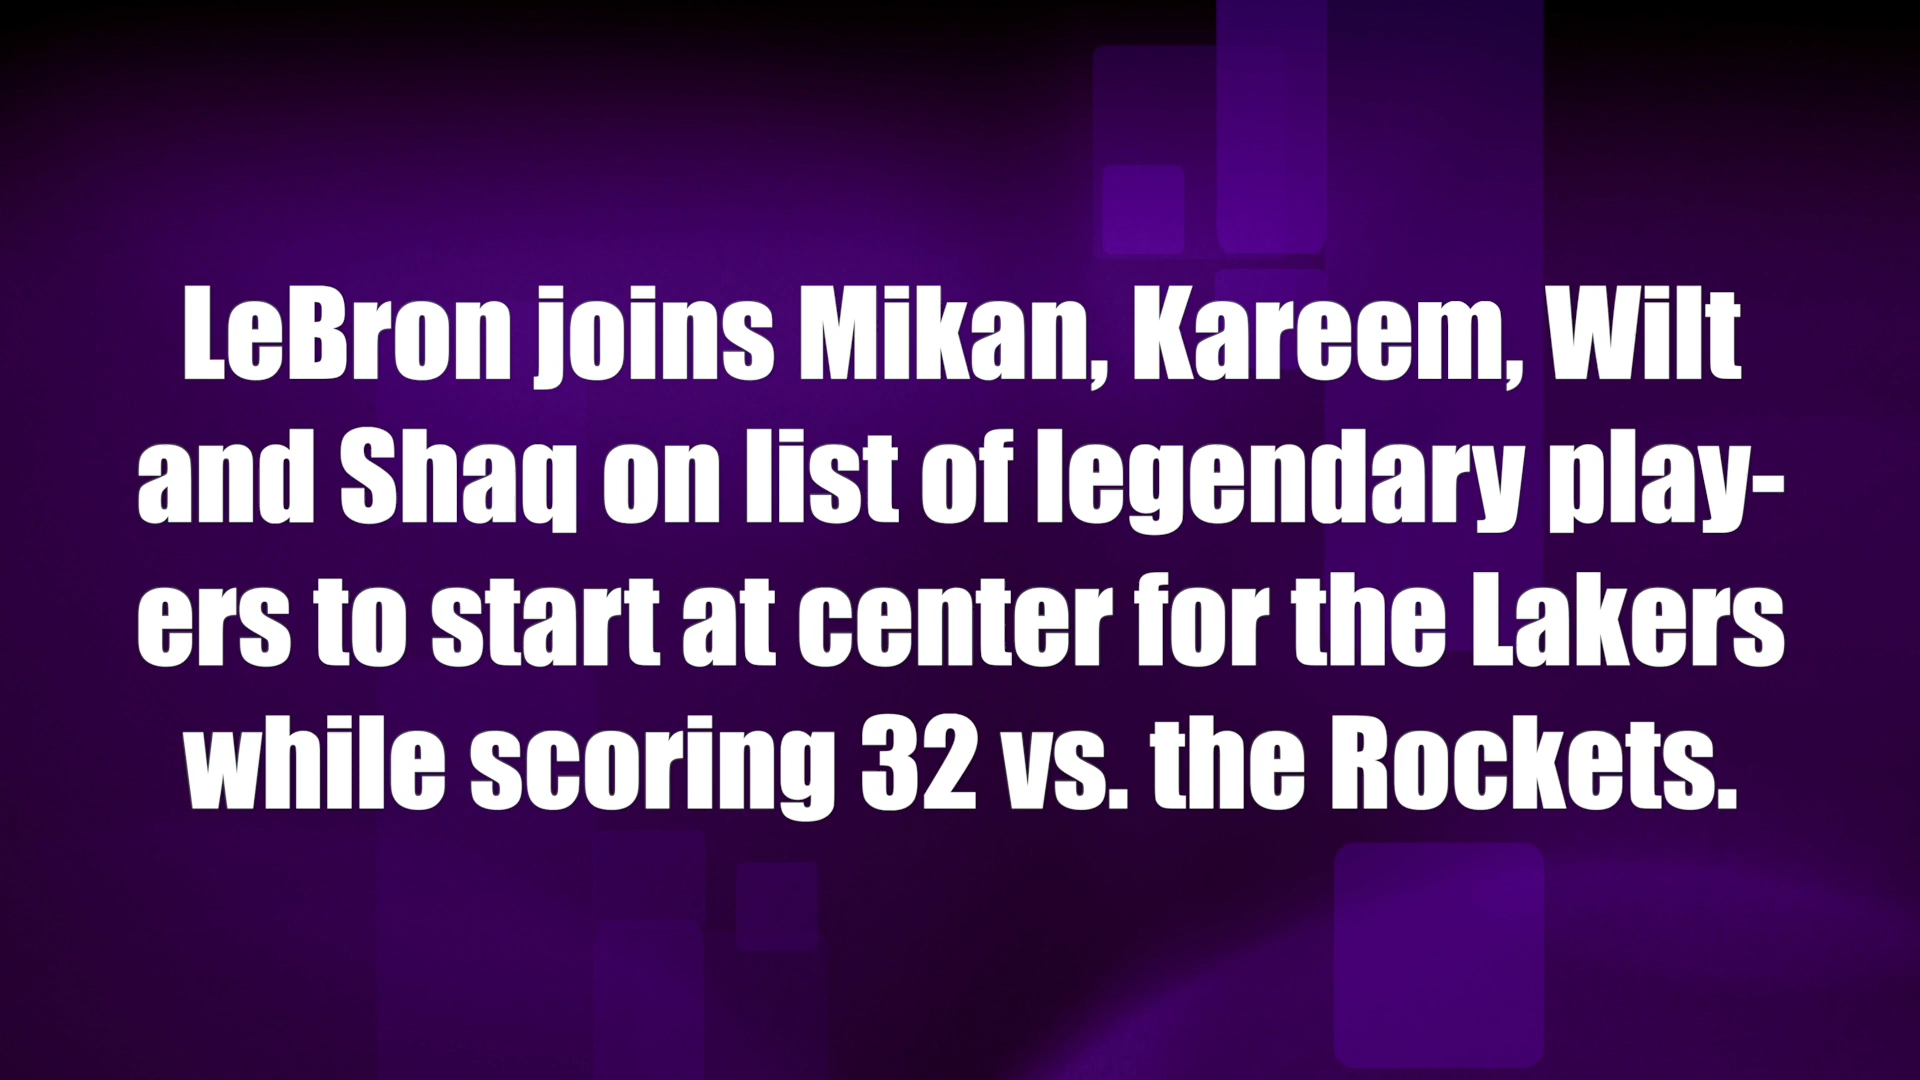 LeBron joins Mikan, Kareem, Wilt
and Shaq on list of legendary play-
ers to start at center for the Lakers
while scoring 32 vs. the Rockets.